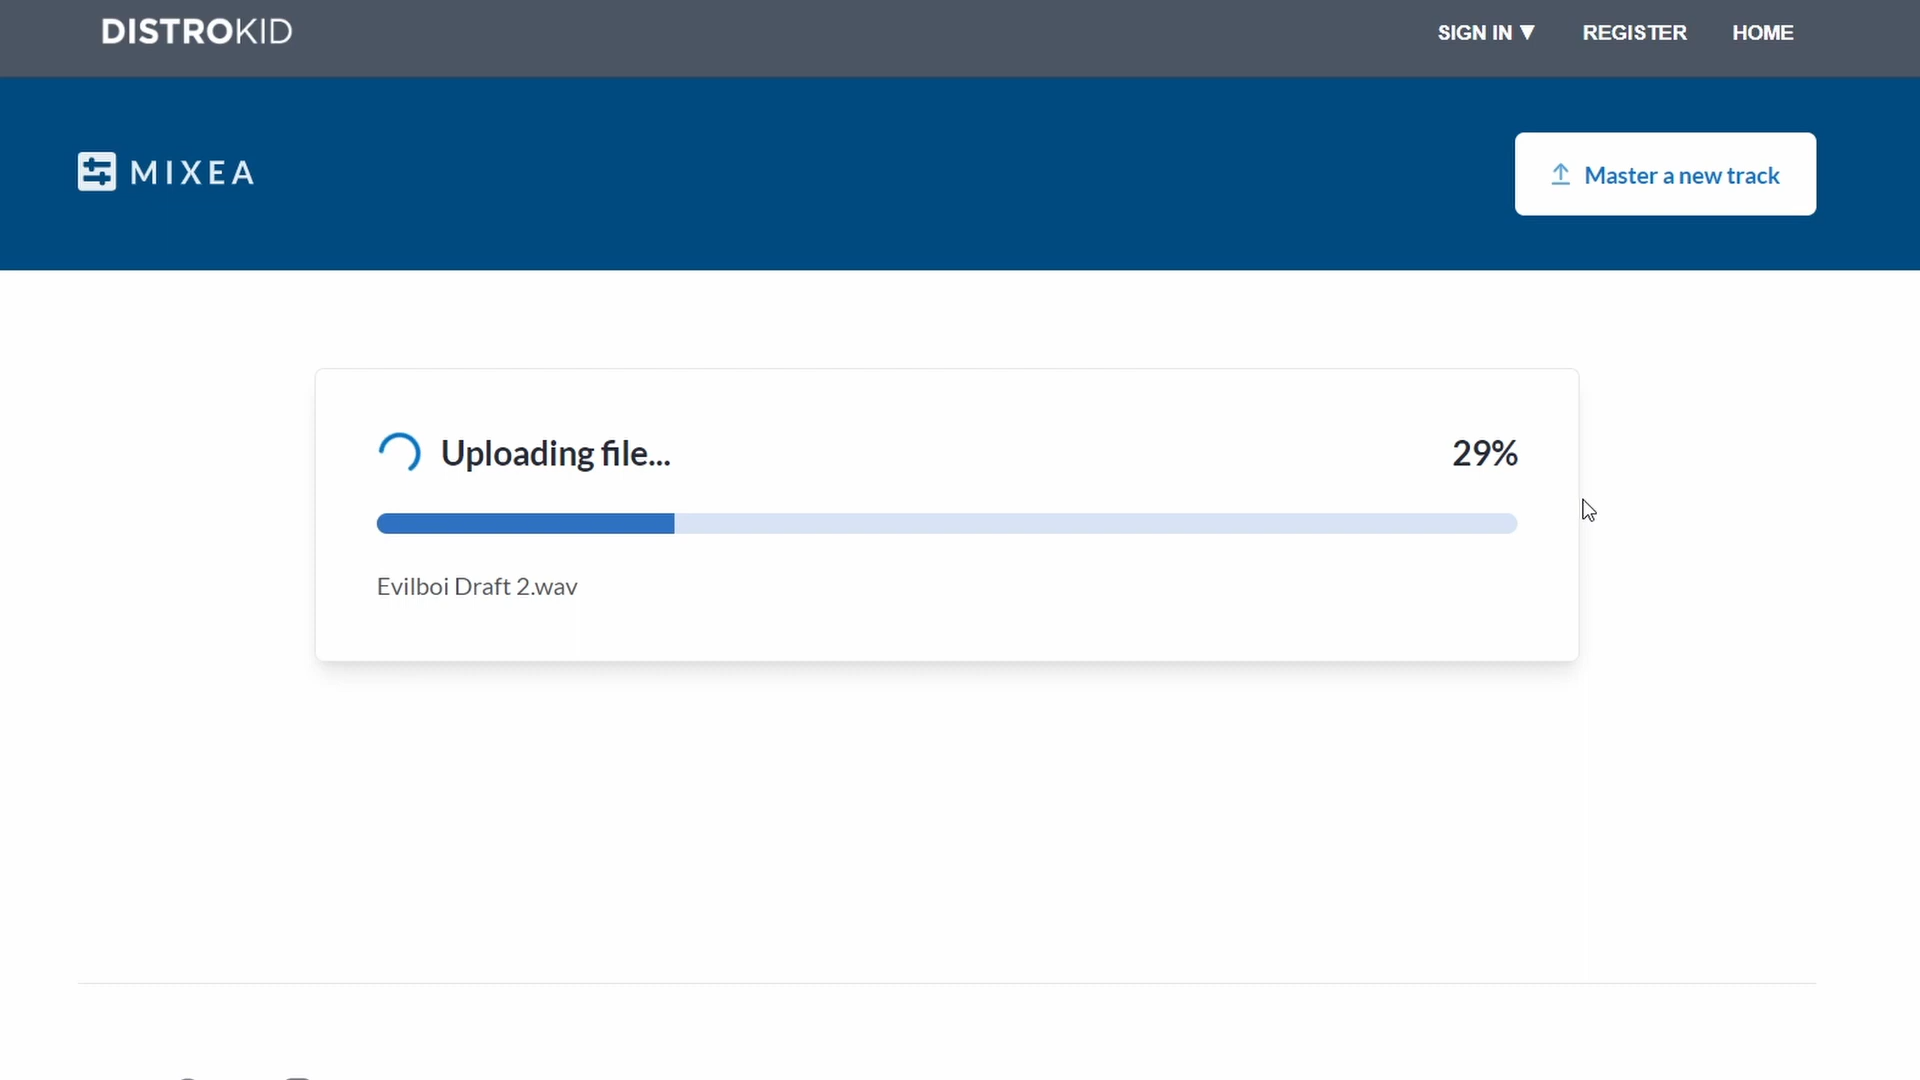 DISTROKID
SIGN IN ▼ REGISTER HOME
MIXEA
Master a new track
Uploading file...
29%
Evilboi Draft 2.wav